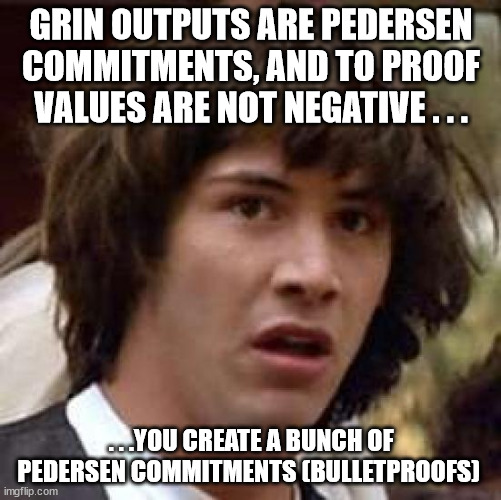 GRIN OUTPUTS ARE PEDERSEN
COMMITMENTS, AND TO PROOF
VALUES ARE NOT NEGATIVE . . .
. . .YOU CREATE A BUNCH OF
PEDERSEN COMMITMENTS (BULLETPROOFS)
imgflip.com